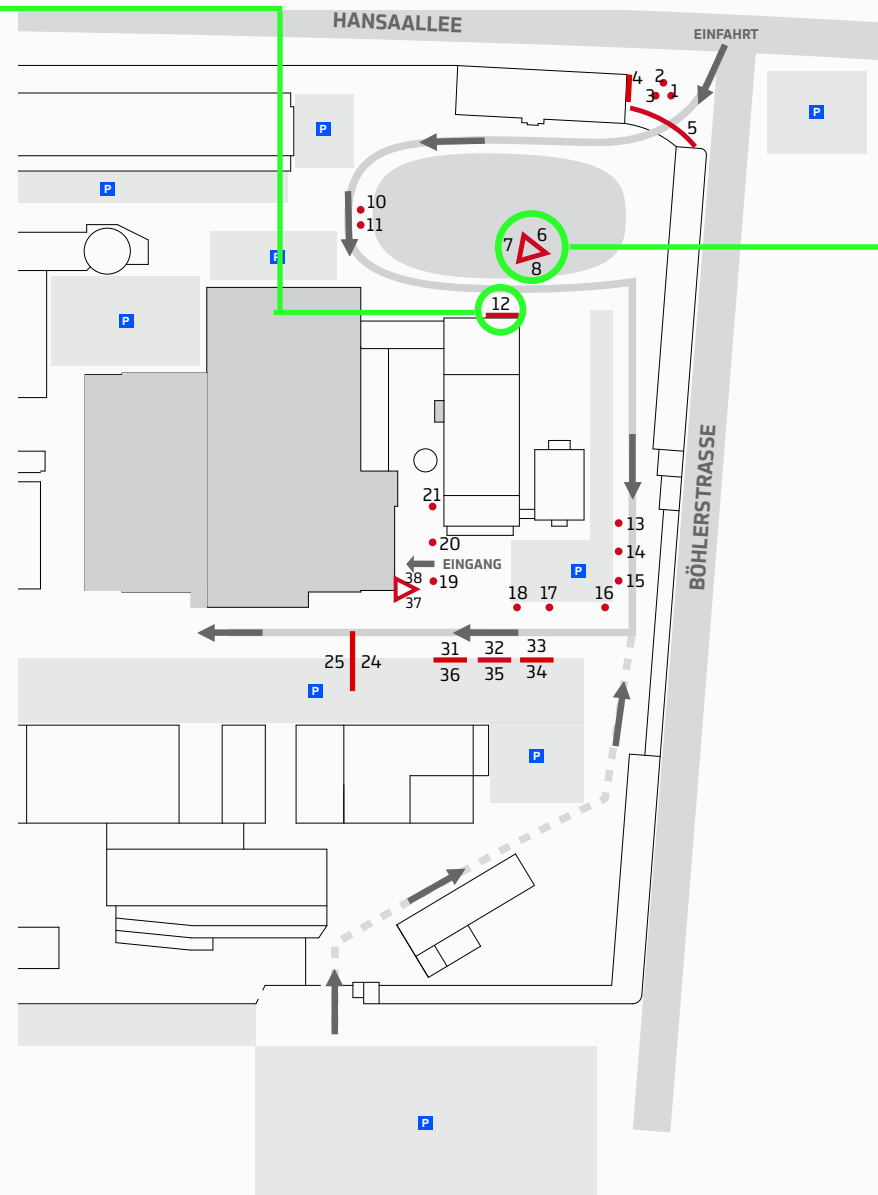 HANSAALLEE
EINFAHRT
4 2
3 1
5
P
P
P
10
11
6
7
8
P
12
P
BÖHLERSTRASSE
21
13
20
14
EINGANG
P
38
19
15
37
18 17 16
31 32 33
25 24
36 35 34
P
P
P